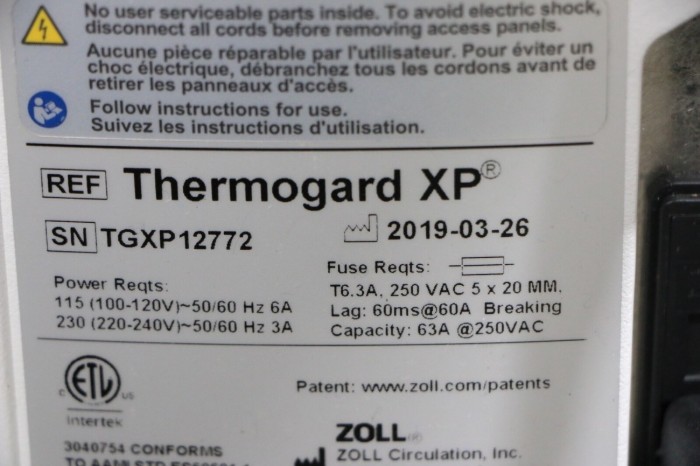 No user serviceable parts inside. To avoid electric shock,
disconnect all cords before removing access panels.
Aucune pièce réparable par l'utilisateur. Pour éviter un
choc électrique, débranchez tous les cordons avant de
retirer les panneaux d'accès.
Follow instructions for use.
Suivez les instructions d'utilisation.
REF Thermogard XP®
SN TGXP12772
2019-03-26
Power Reqts:
115 (100-120V)~50/60 Hz 6A
230 (220-240V)~50/60 Hz 3A
Fuse Reqts:
T6.3A, 250 VAC 5 x 20 MM.
Lag: 60ms@60A Breaking
Capacity: 63A @250VAC
C ETL US
Intertek
Patent: www.zoll.com/patents
3040754 CONFORMS
TO AAMI STD
ZOLL®
ZOLL Circulation, Inc.